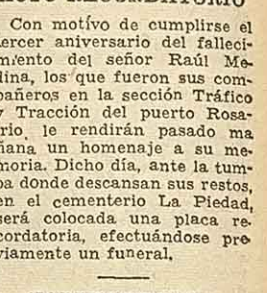 RECORDATORIO
Con motivo de cumplirse el
ercer aniversario del falleci-
miento del señor Raúl Me-
dina, los que fueron sus com-
pañeros en la sección Tráfico
y Tracción del puerto Rosa-
rio, le rendirán pasado ma
ñana un homenaje a su me-
moria. Dicho día, ante la tum-
ba donde descansan sus restos,
en el cementerio La Piedad,
será colocada una placa re-
cordatoria, efectuándose pre
viamente un funeral.